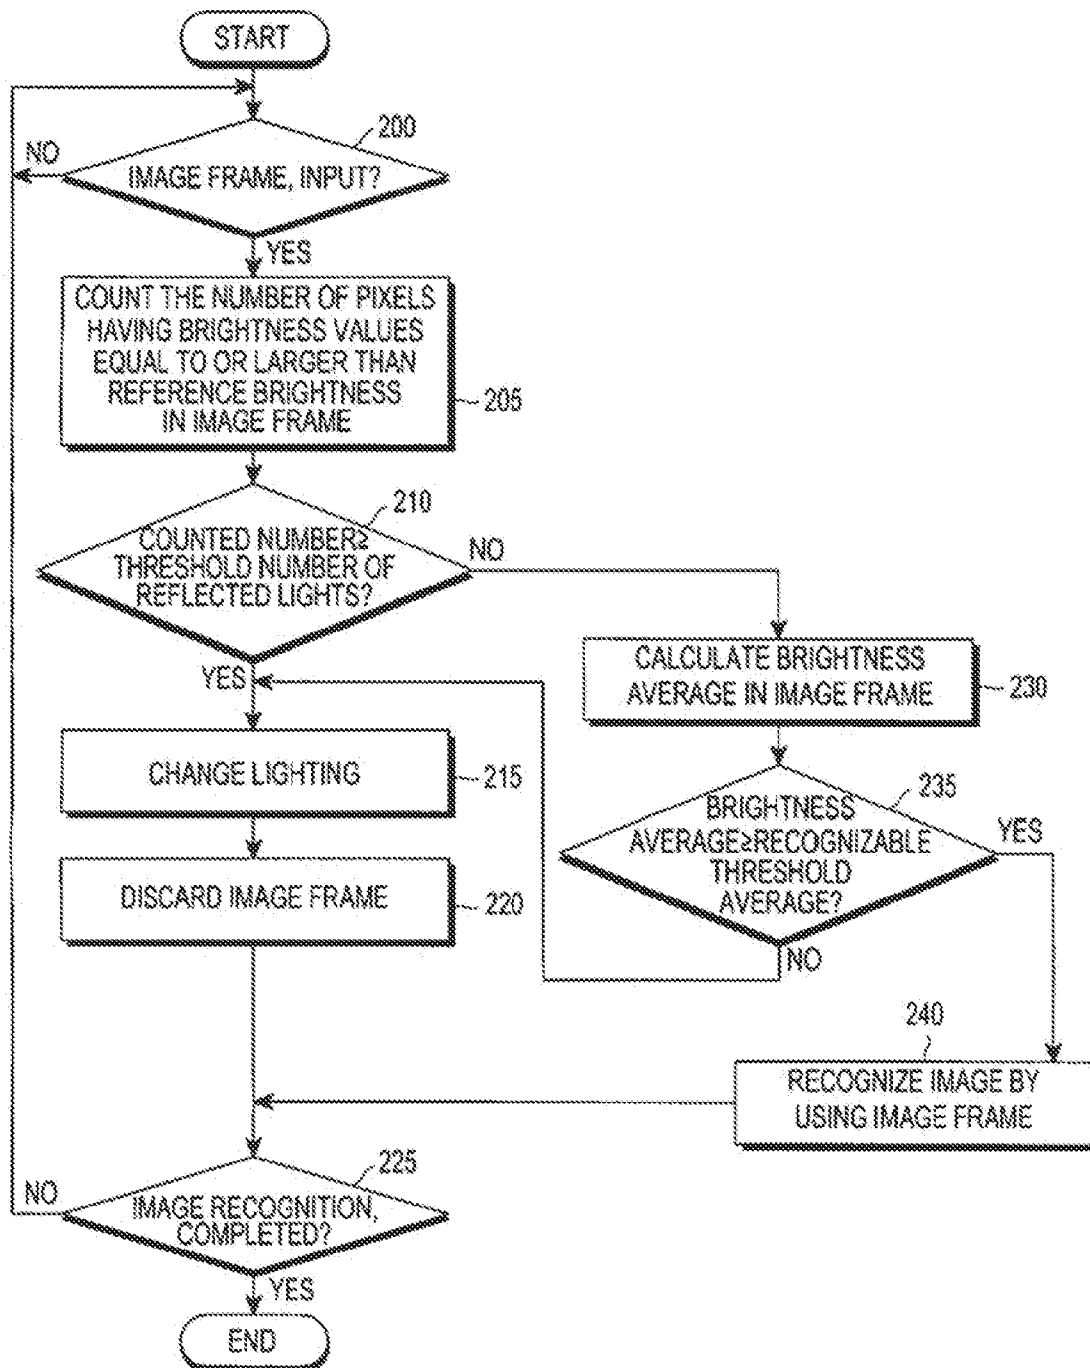 START
200
NO
IMAGE FRAME, INPUT?
YES
COUNT THE NUMBER OF PIXELS
HAVING BRIGHTNESS VALUES
EQUAL TO OR LARGER THAN
REFERENCE BRIGHTNESS
IN IMAGE FRAME
205
210
COUNTED NUMBER≥
THRESHOLD NUMBER OF
REFLECTED LIGHTS?
NO
YES
CALCULATE BRIGHTNESS
AVERAGE IN IMAGE FRAME
230
CHANGE LIGHTING
215
235
BRIGHTNESS
AVERAGE≥RECOGNIZABLE
THRESHOLD
AVERAGE?
YES
NO
DISCARD IMAGE FRAME
220
240
RECOGNIZE IMAGE BY
USING IMAGE FRAME
225
NO
IMAGE RECOGNITION,
COMPLETED?
YES
END